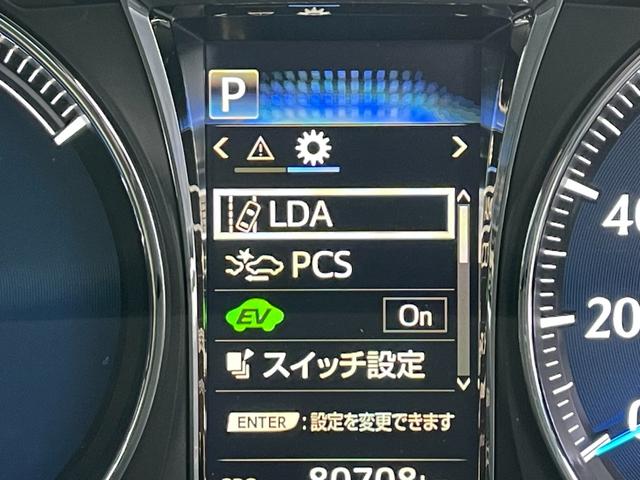 P
LDA
PCS
EV On
スイッチ設定
ENTER :設定を変更できます
80708
20